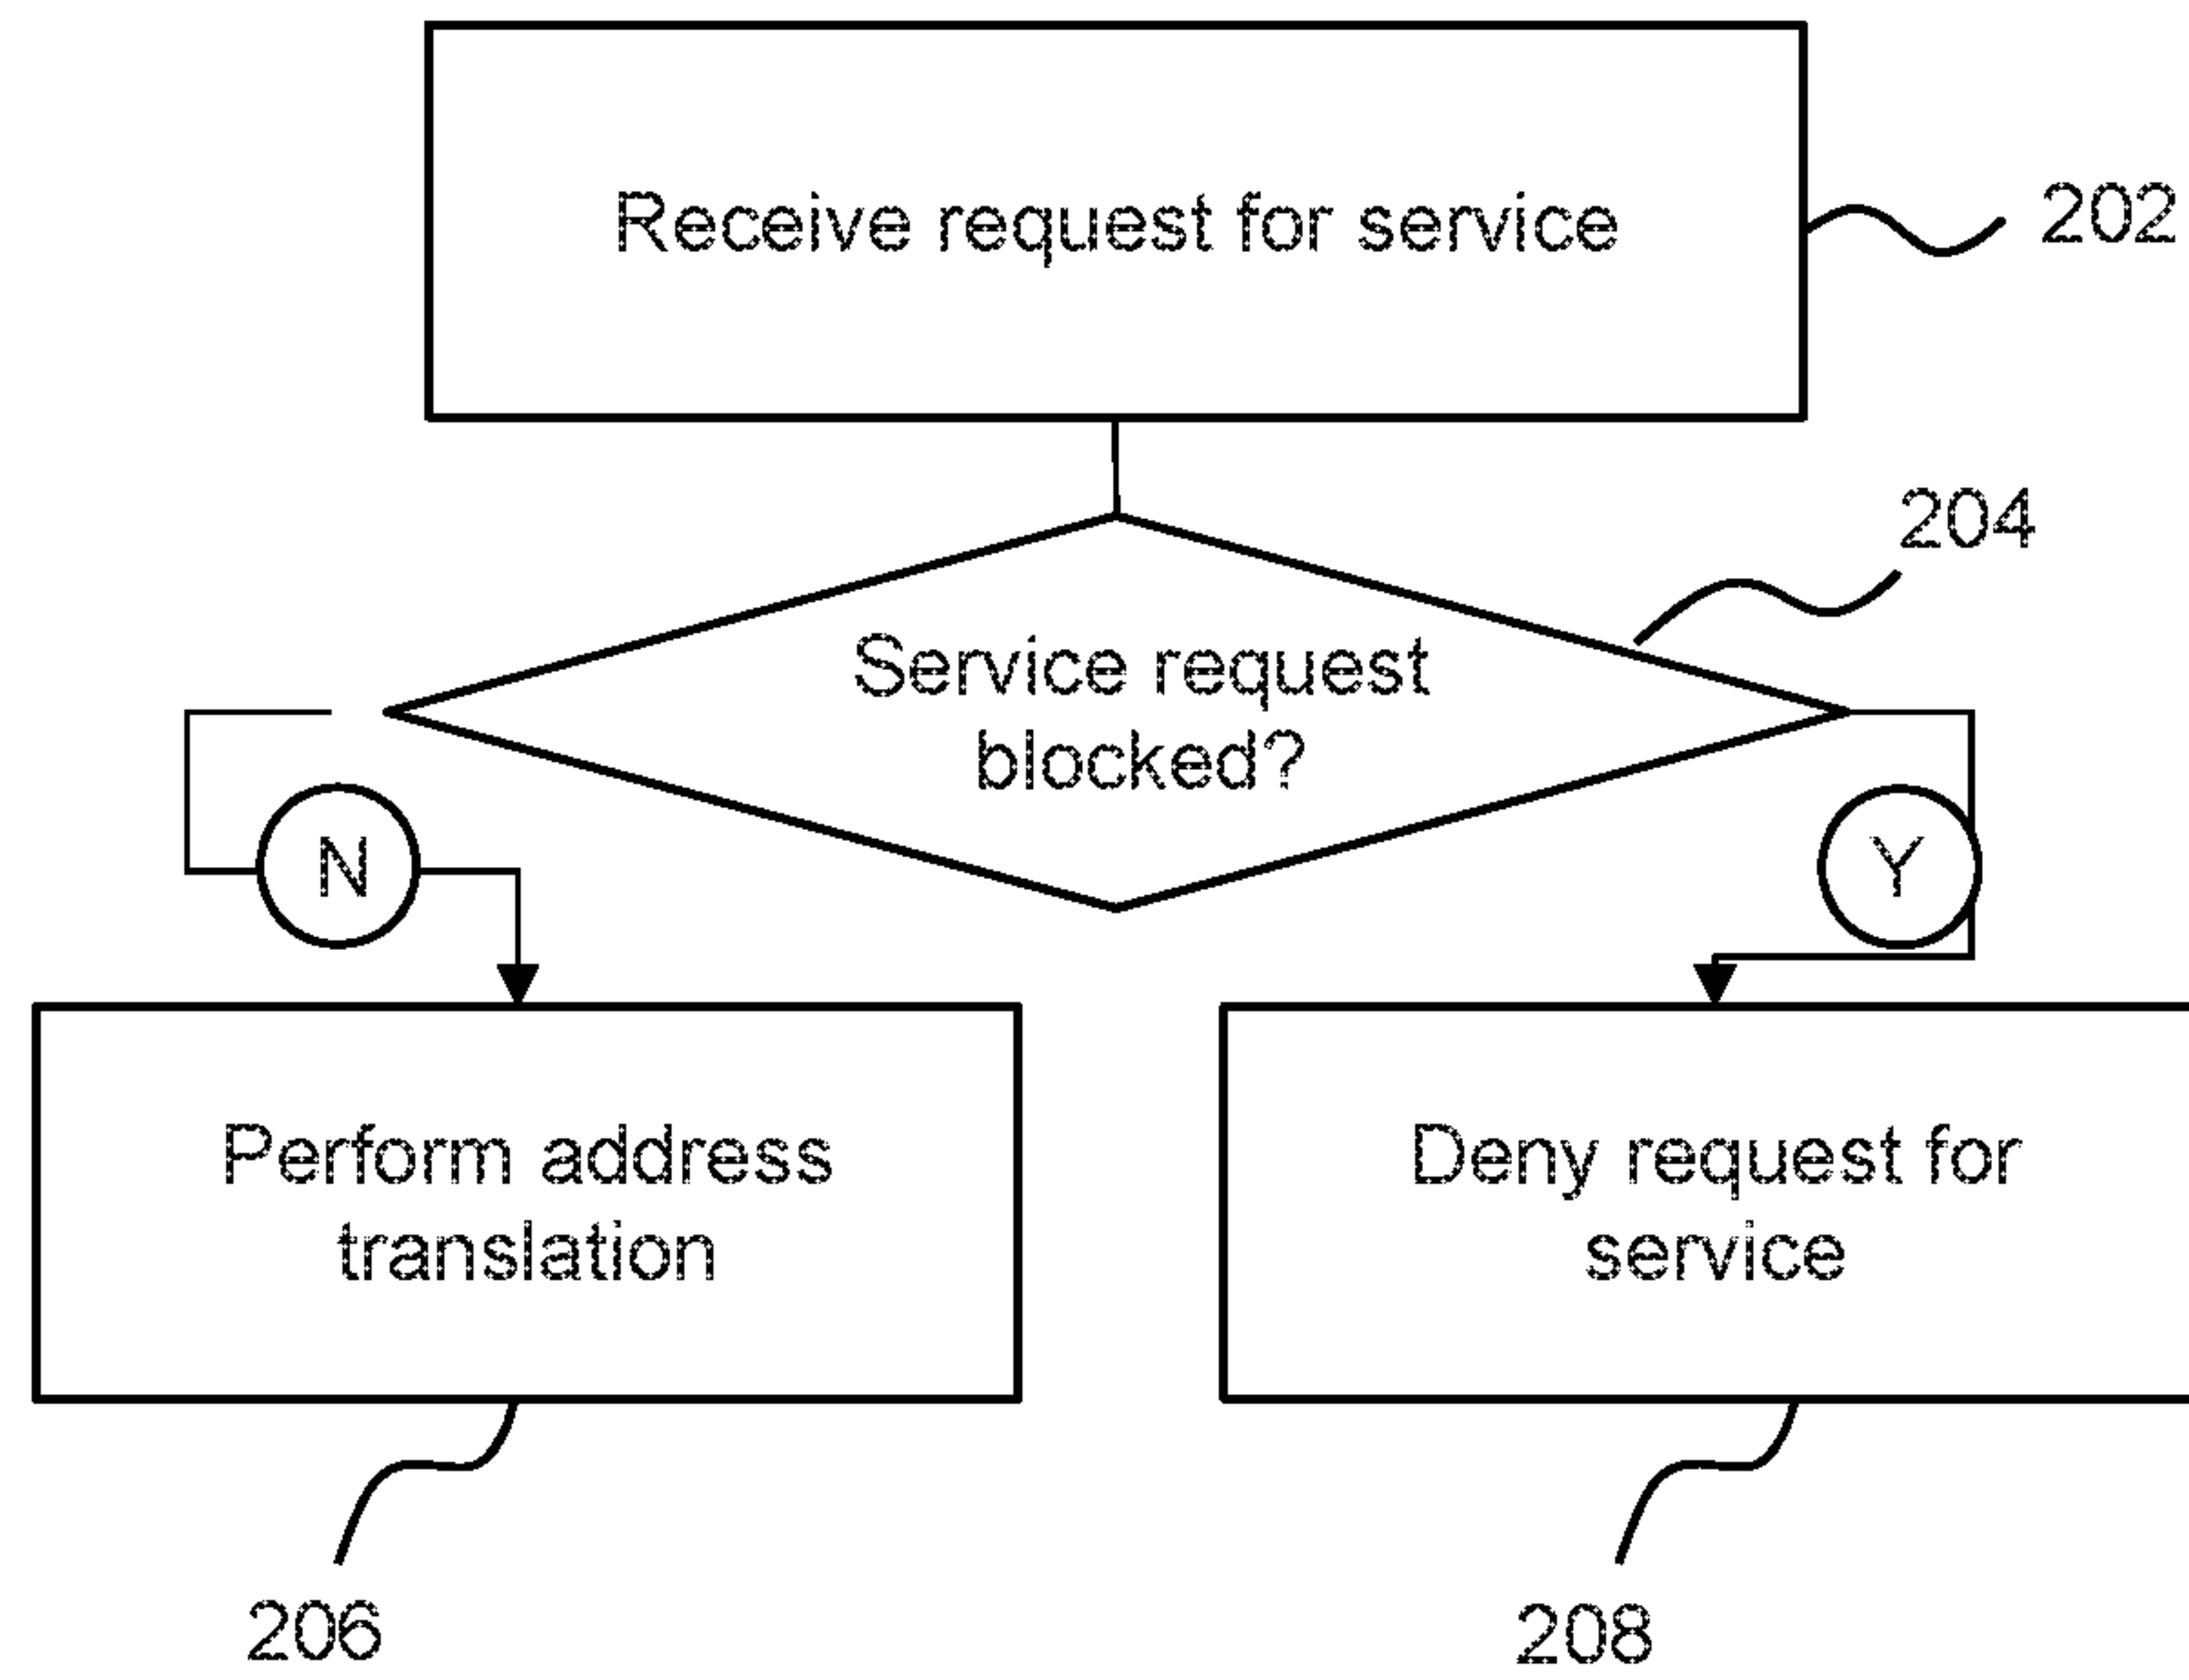 Receive request for service
202
204
Service request
blocked?
N
Y
Perform address
translation
Deny request for
service
206
208